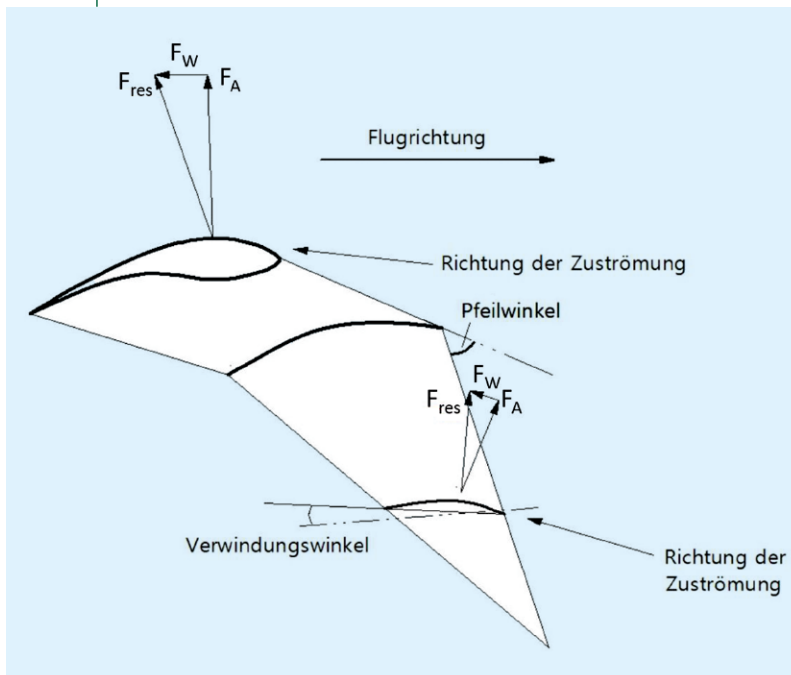 F_W
F_res
F_A
Flugrichtung
Richtung der Zuströmung
Pfeilwinkel
F_W
F_res
F_A
Verwindungswinkel
Richtung der
Zuströmung